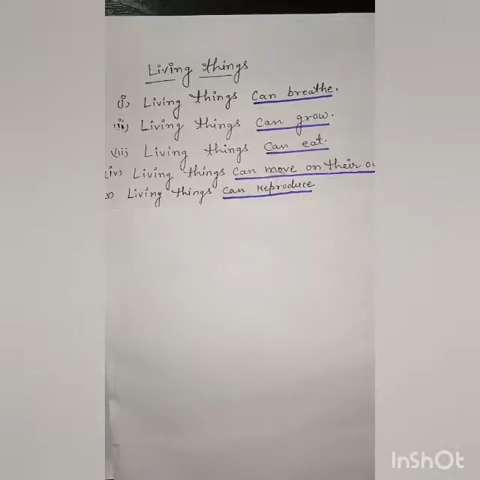 Living things
(i) Living things can breathe.
(ii) Living things can grow.
(iii) Living things can eat.
iv) Living things can move on their
v) Living things can reproduce
InShOt